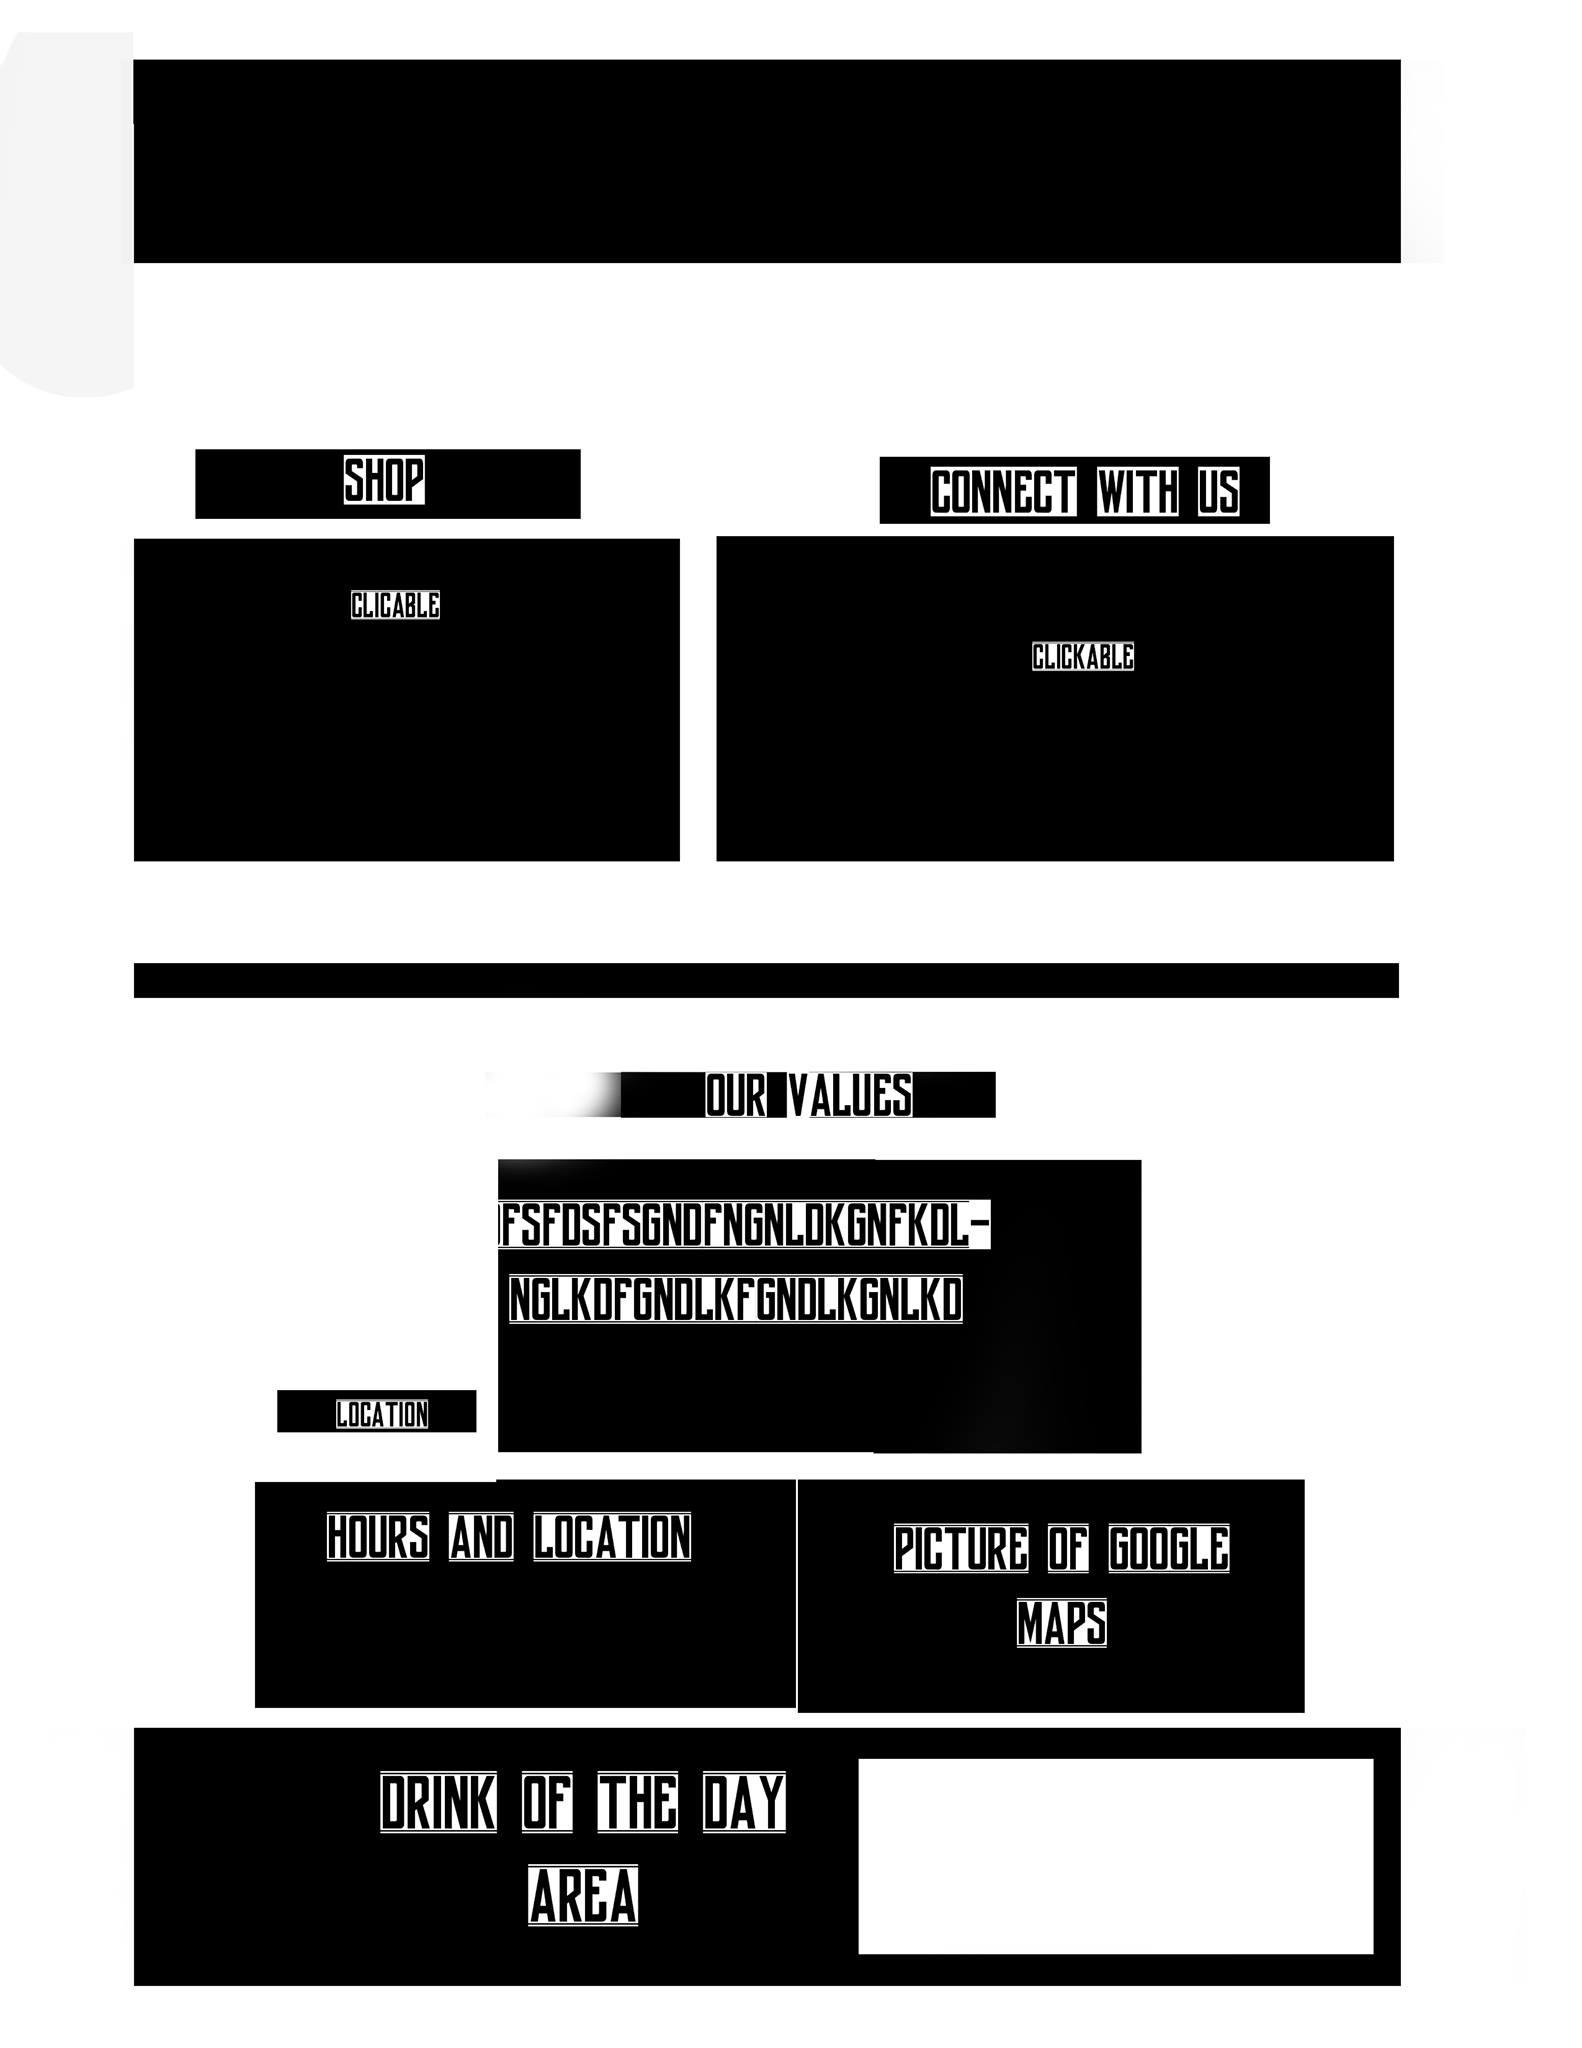 SHOP
CONNECT WITH US
CLICABLE
CLICKABLE
OUR VALUES
FSFDSFSGNDFNGNLDKGNFKDL-
NGLKDFGNDLKFGNDLKGNLKD
LOCATION
HOURS AND LOCATION
PICTURE OF GOOGLE
MAPS
DRINK OF THE DAY
AREA